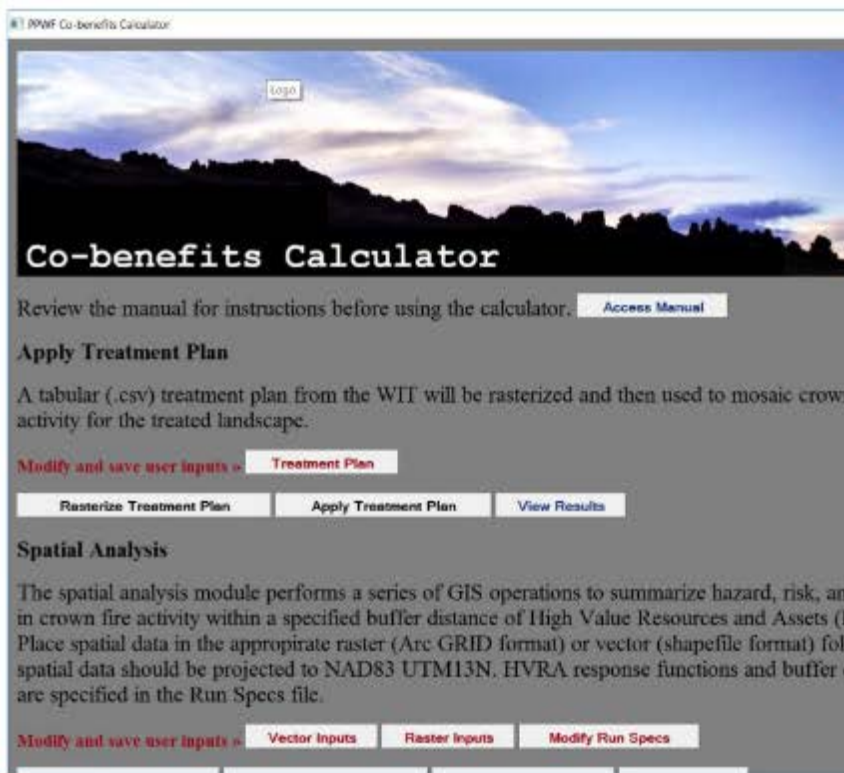 PPWF Co-benefits Calculator
Logo
Co-benefits Calculator
Review the manual for instructions before using the calculator. Access Manual
Apply Treatment Plan
A tabular (.csv) treatment plan from the WIT will be rasterized and then used to mosaic crow
activity for the treated landscape.
Modify and save user inputs » Treatment Plan
Rasterize Treatment Plan Apply Treatment Plan View Results
Spatial Analysis
The spatial analysis module performs a series of GIS operations to summarize hazard, risk, an
in crown fire activity within a specified buffer distance of High Value Resources and Assets (
Place spatial data in the appropirate raster (Arc GRID format) or vector (shapefile format) fol
spatial data should be projected to NAD83 UTM13N. HVRA response functions and buffer
are specified in the Run Specs file.
Modify and save user inputs » Vector Inputs Raster Inputs Modify Run Specs